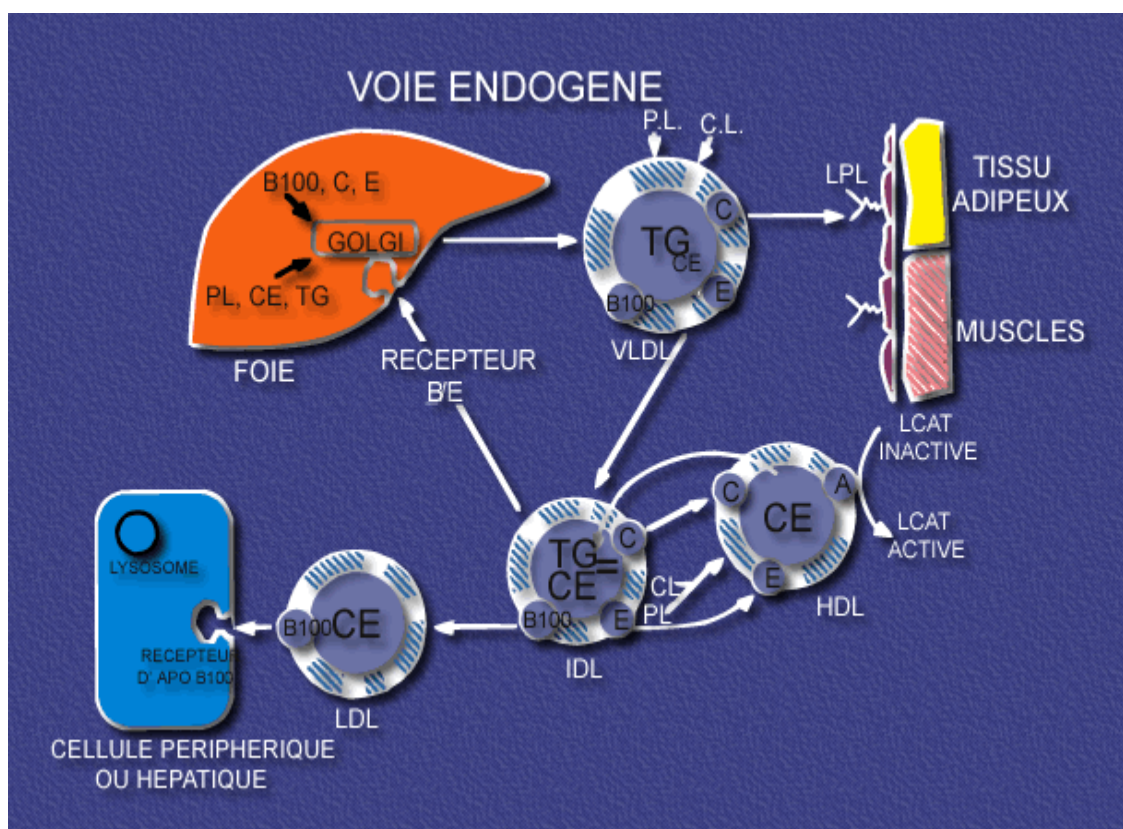 VOIE ENDOGENE
P.L.
C.L.
B100, C, E
GOLGI
PL, CE, TG
FOIE
RECEPTEUR
B/E
TG
CE
C
E
B100
VLDL
LPL
TISSU
ADIPEUX
MUSCLES
LCAT
INACTIVE
LCAT
ACTIVE
C
A
CE
E
HDL
TG=
CE
C
B100
E
CL
PL
IDL
B100
CE
LDL
LYSOSOME
RECEPTEUR
D' APO B100
CELLULE PERIPHERIQUE
OU HEPATIQUE